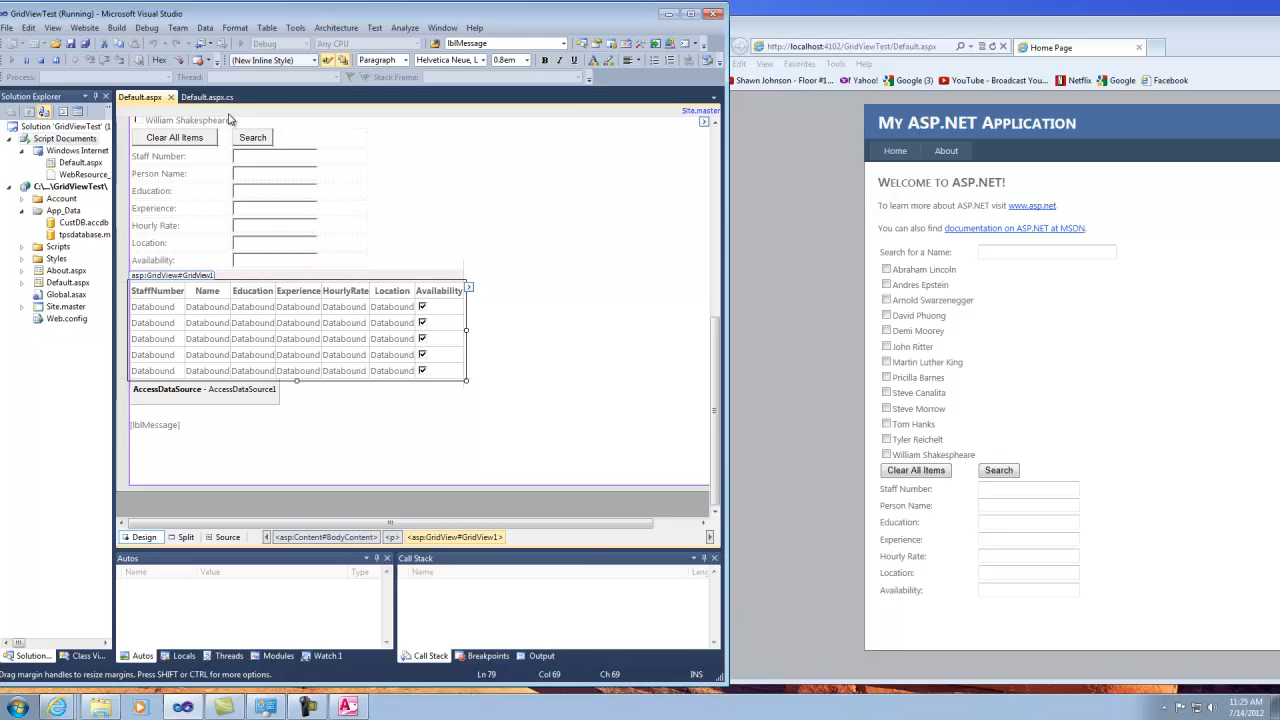 GridViewTest (Running) - Microsoft Visual Studio
File Edit View Website Build Debug Team Data Format Table Tools Architecture Test Analyze Window Help
Debug Any CPU lblMessage
Hex (New Inline Style) Paragraph Helvetica Neue, L 0.8em B I U
Process: Thread: Stack Frame:
Solution Explorer
Solution 'GridViewTest'
Script Documents
Windows Internet
Default.aspx
WebResource_
C:\...\GridViewTest\
Account
App_Data
CustDB.accdb
tpsdatabase.m
Scripts
Styles
About.aspx
Default.aspx
Global.asax
Site.master
Web.config
Solution... Class Vi...
Default.aspx Default.aspx.cs
Site.master
William Shakespheare
Clear All Items Search
Staff Number:
Person Name:
Education:
Experience:
Hourly Rate:
Location:
Availability:
asp:GridView#GridView1
StaffNumber Name Education Experience HourlyRate Location Availability
Databound Databound Databound Databound Databound Databound
Databound Databound Databound Databound Databound Databound
Databound Databound Databound Databound Databound Databound
Databound Databound Databound Databound Databound Databound
Databound Databound Databound Databound Databound Databound
AccessDataSource - AccessDataSource1
[lblMessage]
Design Split Source <asp:Content#BodyContent> <p> <asp:GridView#GridView1>
Autos
Name Value Type
Autos Locals Threads Modules Watch 1
Call Stack
Name Lang
Call Stack Breakpoints Output
Drag margin handles to resize margins. Press SHIFT or CTRL for more options. Ln 79 Col 69 Ch 69 INS
http://localhost:4102/GridViewTest/Default.aspx Home Page
Edit View Favorites Tools Help
Shawn Johnson - Floor #1... Yahoo! Google (3) YouTube - Broadcast You... Netflix Google Facebook
MY ASP.NET APPLICATION
Home About
WELCOME TO ASP.NET!
To learn more about ASP.NET visit www.asp.net.
You can also find documentation on ASP.NET at MSDN.
Search for a Name:
Abraham Lincoln
Andres Epstein
Arnold Swarzenegger
David Phuong
Demi Moorey
John Ritter
Martin Luther King
Pricilla Barnes
Steve Canalita
Steve Morrow
Tom Hanks
Tyler Reichelt
William Shakespheare
Clear All Items Search
Staff Number:
Person Name:
Education:
Experience:
Hourly Rate:
Location:
Availability:
11:25 AM
7/14/2012